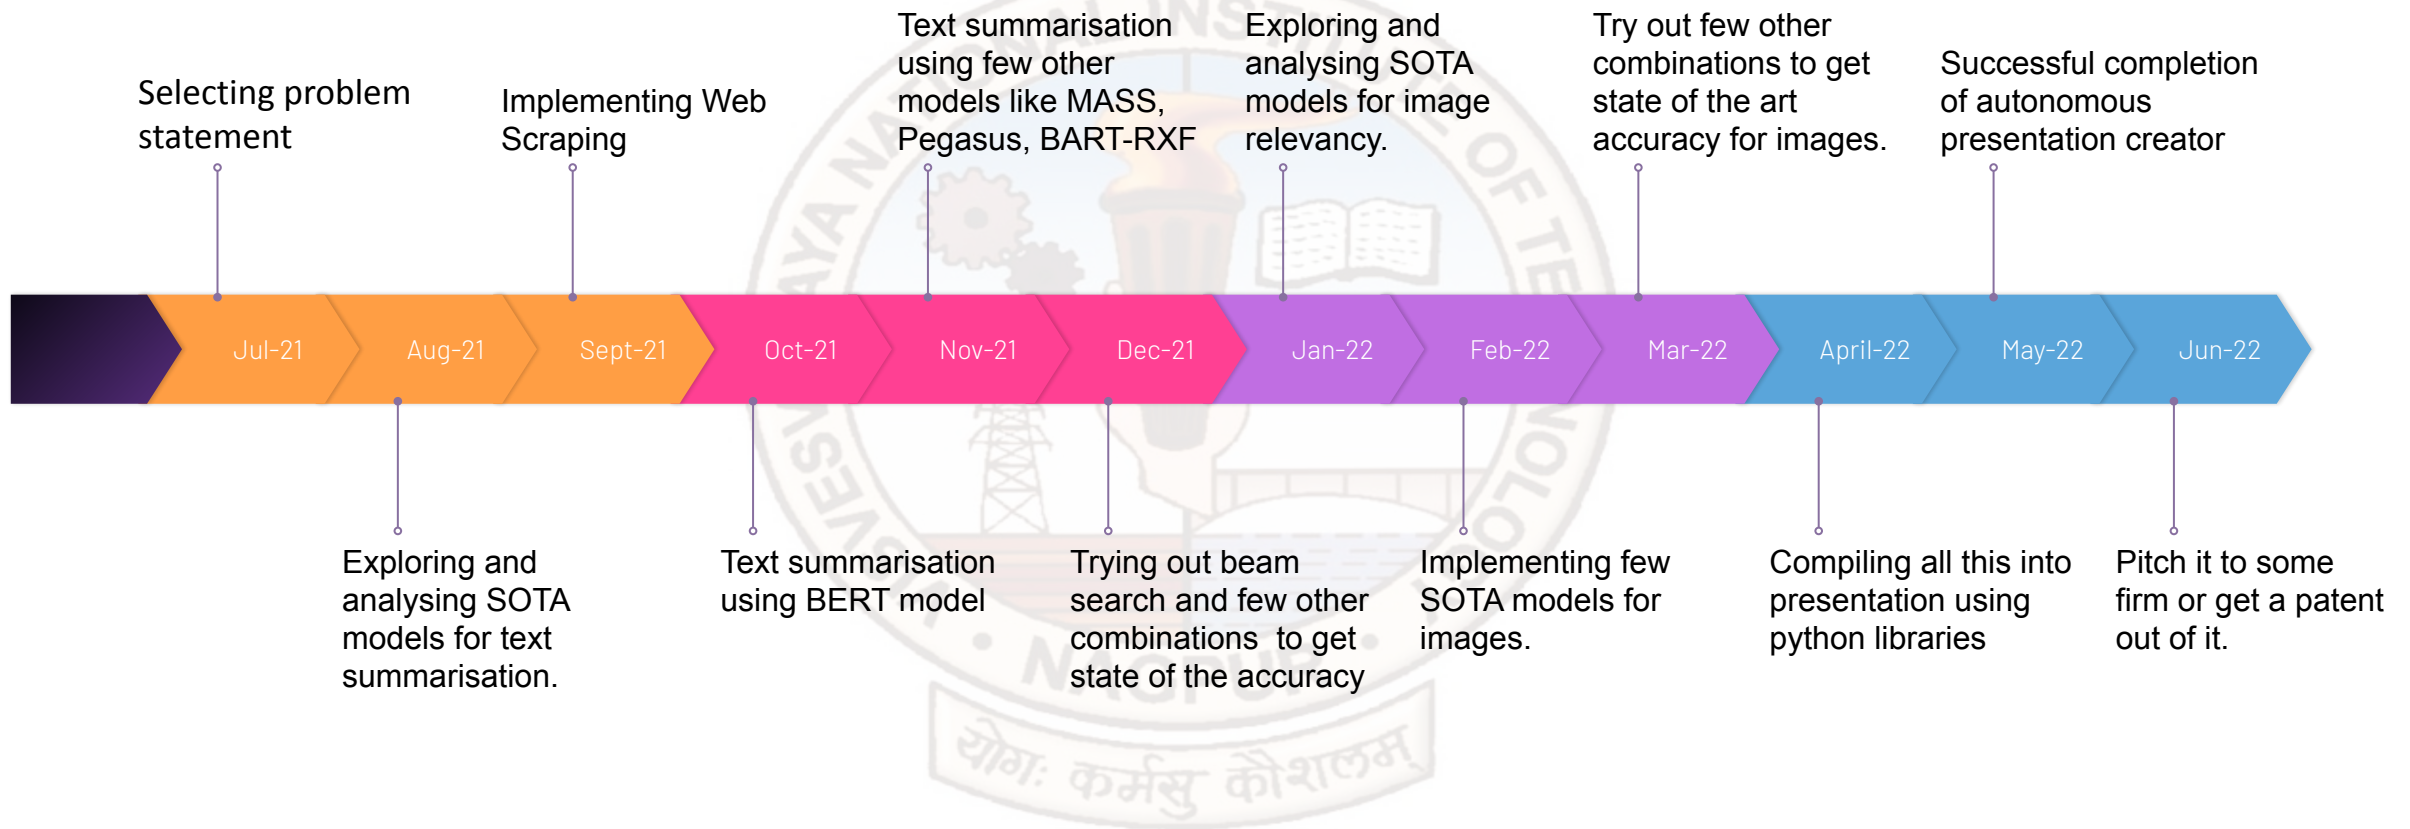 Selecting problem
statement
Implementing Web
Scraping
Text summarisation
using few other
models like MASS,
Pegasus, BART-RXF
Exploring and
analysing SOTA
models for image
relevancy.
Try out few other
combinations to get
state of the art
accuracy for images.
Successful completion
of autonomous
presentation creator
Jul-21
Aug-21
Sept-21
Oct-21
Nov-21
Dec-21
Jan-22
Feb-22
Mar-22
April-22
May-22
Jun-22
Exploring and
analysing SOTA
models for text
summarisation.
Text summarisation
using BERT model
Trying out beam
search and few other
combinations  to get
state of the accuracy
Implementing few
SOTA models for
images.
Compiling all this into
presentation using
python libraries
Pitch it to some
firm or get a patent
out of it.
NAGPUR
योगः कर्मसु कौशलम्